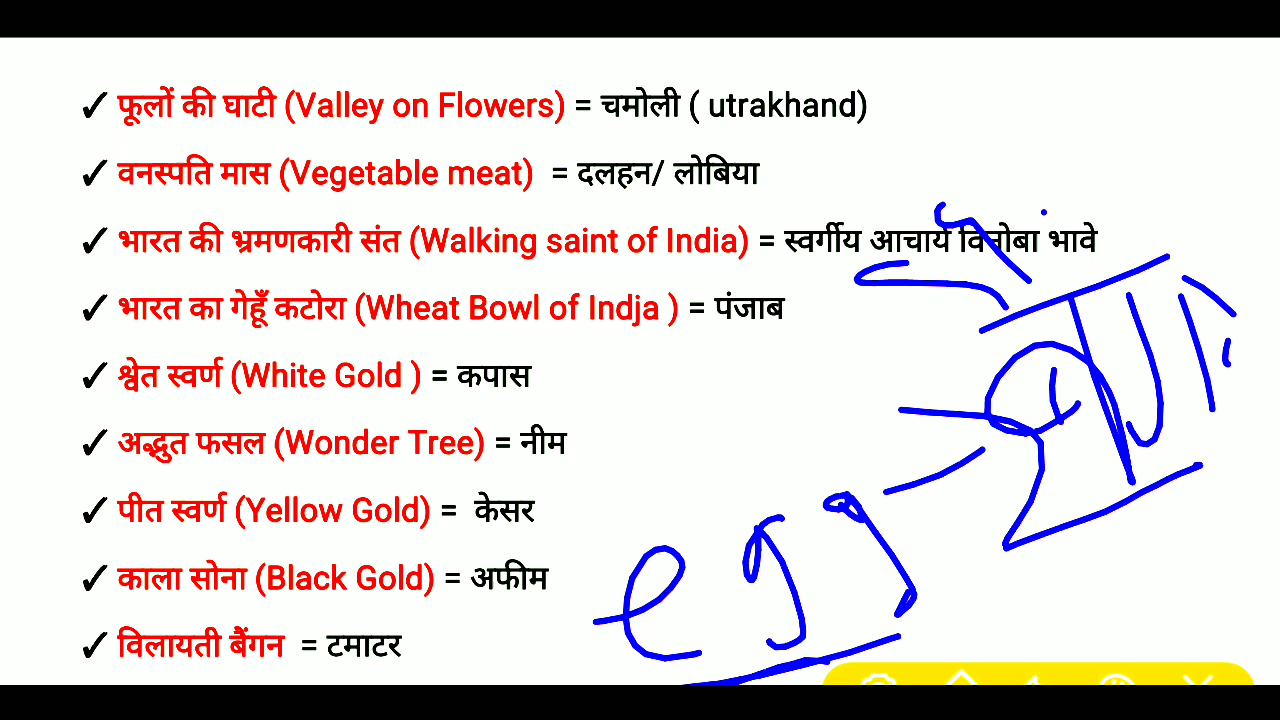 ✓ फूलों की घाटी (Valley on Flowers) = चमोली ( utrakhand)
✓ वनस्पति मास (Vegetable meat) = दलहन/ लोबिया
✓ भारत की भ्रमणकारी संत (Walking saint of India) = स्वर्गीय आचार्य विनोबा भावे
✓ भारत का गेहूँ कटोरा (Wheat Bowl of Indja ) = पंजाब
✓ श्वेत स्वर्ण (White Gold ) = कपास
✓ अद्भुत फसल (Wonder Tree) = नीम
✓ पीत स्वर्ण (Yellow Gold) = केसर
✓ काला सोना (Black Gold) = अफीम
✓ विलायती बैंगन = टमाटर
egg